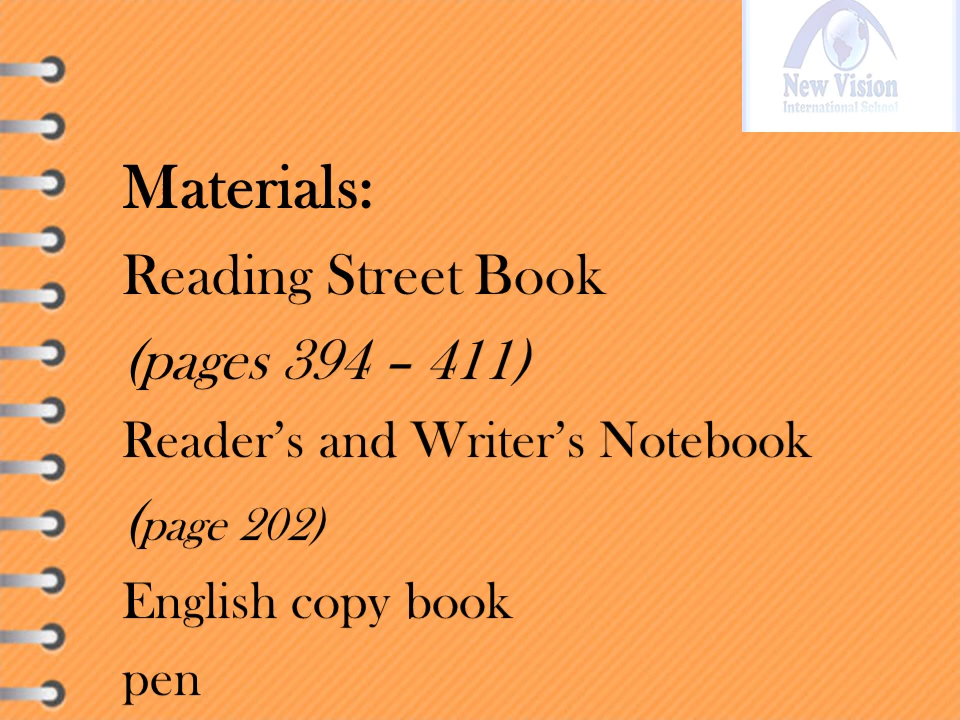 New Vision
International School
Materials:
Reading Street Book
(pages 394 – 411)
Reader’s and Writer’s Notebook
(page 202)
English copy book
pen